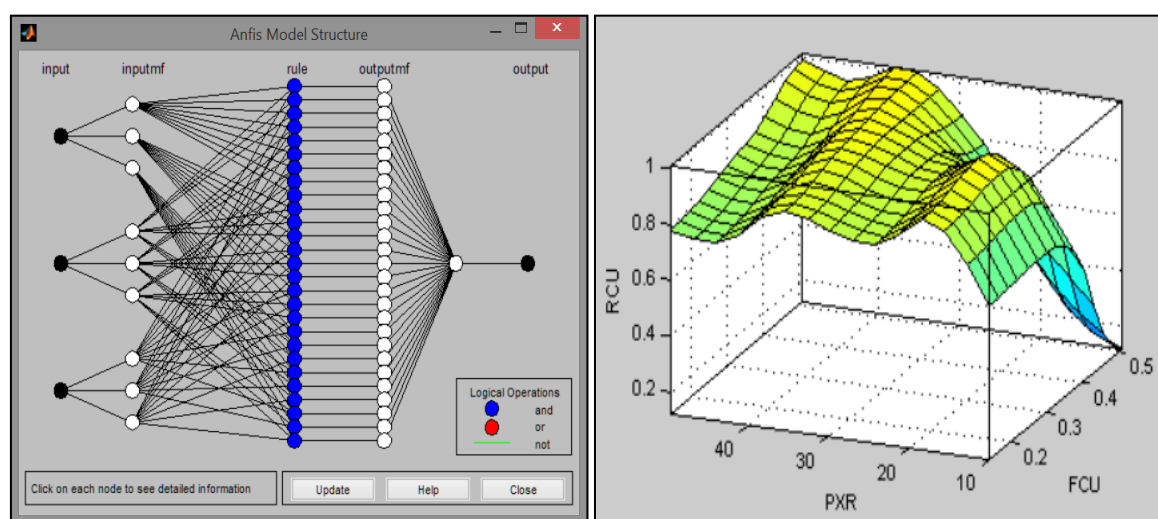 Anfis Model Structure
input inputmf rule outputmf output
Logical Operations
and
or
not
Click on each node to see detailed information
Update Help Close
RCU
1
0.8
0.6
0.4
0.2
40 30 20 10
PXR
0.2 0.3 0.4 0.5
FCU